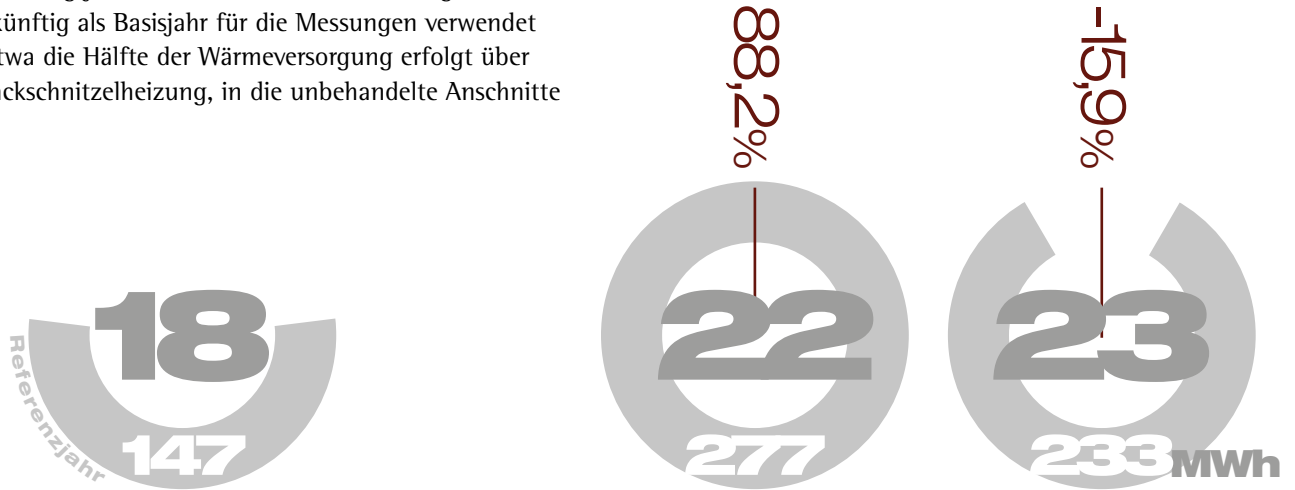 künftig als Basisjahr für die Messungen verwendet
twa die Hälfte der Wärmeversorgung erfolgt über
ckschnitzelheizung, in die unbehandelte Anschnitte
88,2%
-15,9%
18
22
23
Referenzjahr
147
277
233 MWh